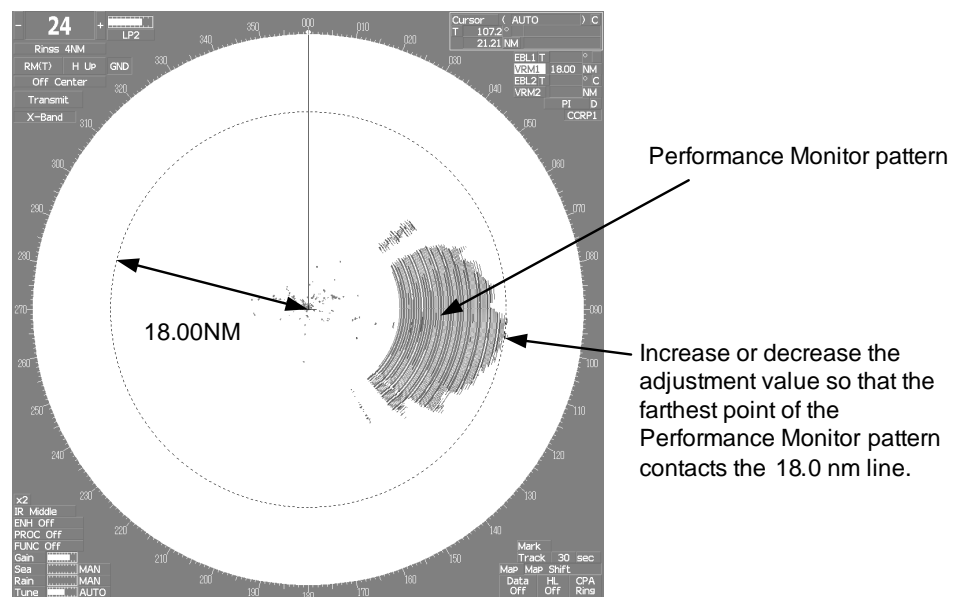 - 24 +
LP2
Rings 4NM
RM(T) H Up GND
Off Center
Transmit
X-Band
Cursor ( AUTO ) C
T 107.2°
21.21 NM
EBL1 T °
VRM1 18.00 NM
EBL2 T ° C
VRM2 NM
PI D
CCRP1
000
040
050
060
070
080
090
100
110
120
130
140
150
160
170
180
190
200
210
220
230
240
250
260
270
280
290
300
310
320
340
350
Performance Monitor pattern
18.00NM
Increase or decrease the
adjustment value so that the
farthest point of the
Performance Monitor pattern
contacts the 18.0 nm line.
x2
IR Middle
ENH Off
PROC Off
FUNC Off
Gain
Sea MAN
Rain MAN
Tune AUTO
Mark
Track 30 sec
Map Map Shift
Data HL CPA
Off Off Ring